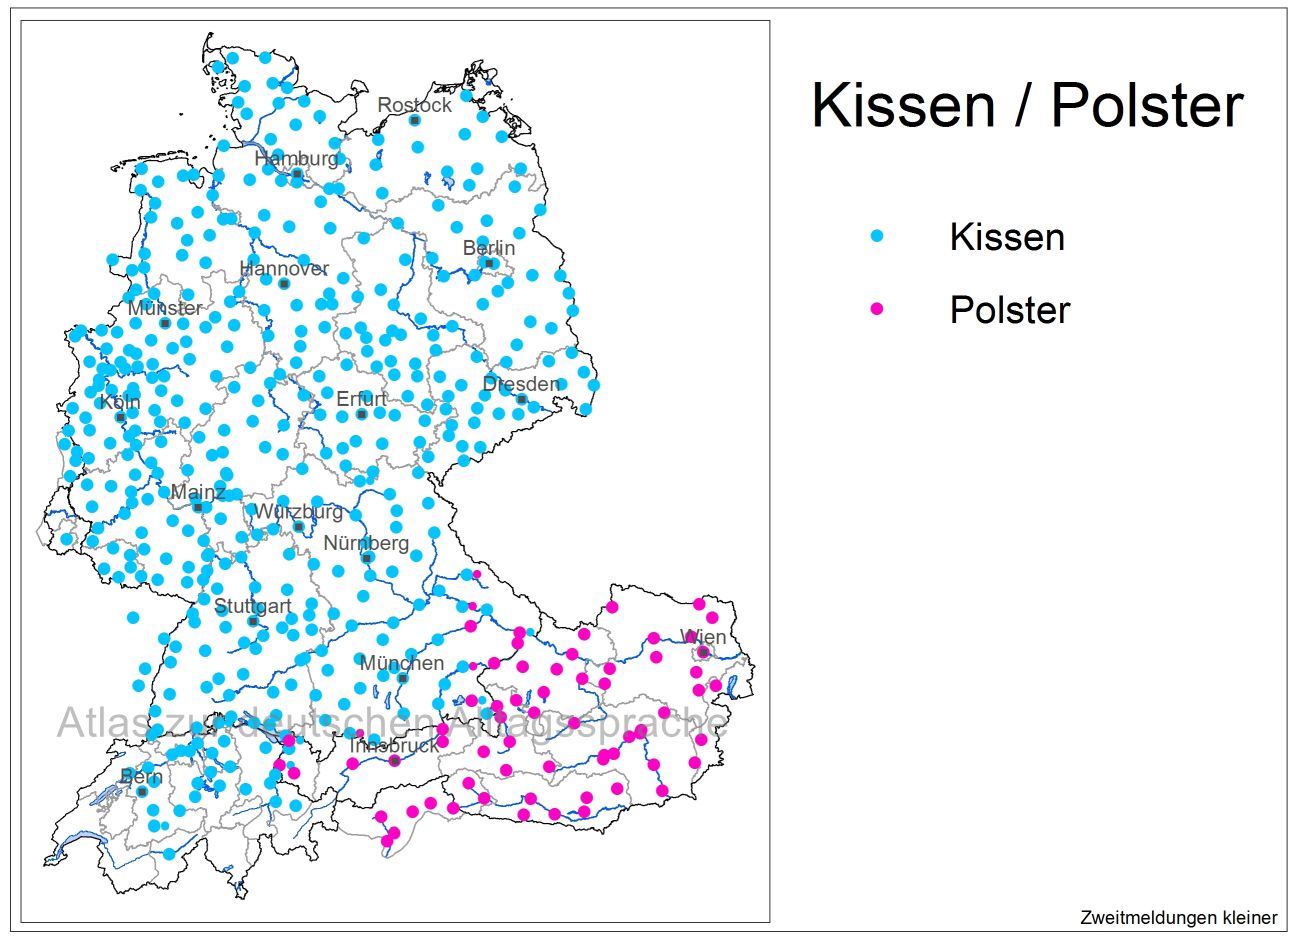 Kissen / Polster
Kissen
Polster
Rostock
Hamburg
Berlin
Hannover
Münster
Dresden
Köln
Erfurt
Mainz
Würzburg
Nürnberg
Stuttgart
Wien
München
Atlas zur deutschen Alltagssprache
Innsbruck
Bern
Zweitmeldungen kleiner